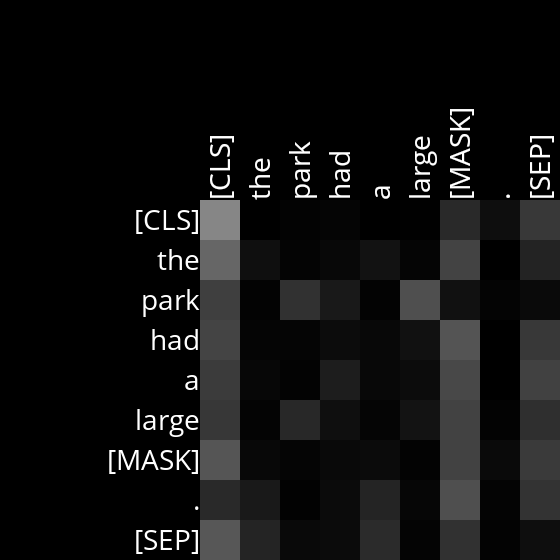 [CLS] the park had a large [MASK] . [SEP]
[CLS]
the
park
had
a
large
[MASK]
.
[SEP]